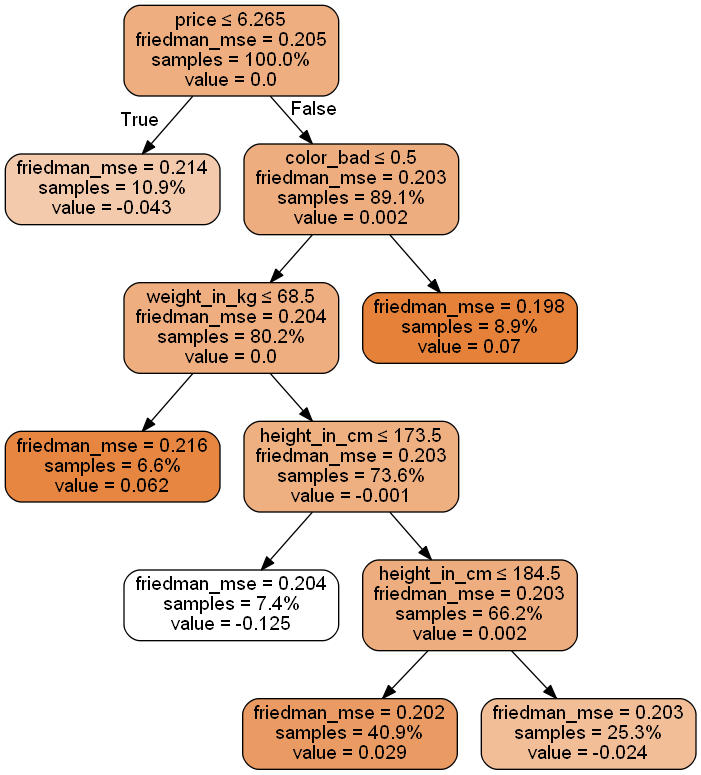 price ≤ 6.265
friedman_mse = 0.205
samples = 100.0%
value = 0.0
True
False
friedman_mse = 0.214
samples = 10.9%
value = -0.043
color_bad ≤ 0.5
friedman_mse = 0.203
samples = 89.1%
value = 0.002
weight_in_kg ≤ 68.5
friedman_mse = 0.204
samples = 80.2%
value = 0.0
friedman_mse = 0.198
samples = 8.9%
value = 0.07
friedman_mse = 0.216
samples = 6.6%
value = 0.062
height_in_cm ≤ 173.5
friedman_mse = 0.203
samples = 73.6%
value = -0.001
friedman_mse = 0.204
samples = 7.4%
value = -0.125
height_in_cm ≤ 184.5
friedman_mse = 0.203
samples = 66.2%
value = 0.002
friedman_mse = 0.202
samples = 40.9%
value = 0.029
friedman_mse = 0.203
samples = 25.3%
value = -0.024